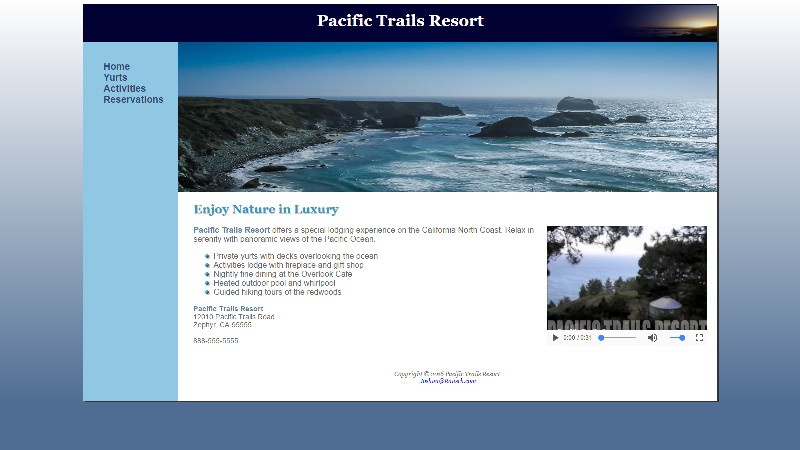 Pacific Trails Resort
Home
Yurts
Activities
Reservations
Enjoy Nature in Luxury
Pacific Trails Resort offers a special lodging experience on the California North Coast. Relax in
serenity with panoramic views of the Pacific Ocean.
Private yurts with decks overlooking the ocean
Activities lodge with fireplace and gift shop
Nightly fine dining at the Overlook Cafe
Heated outdoor pool and whirlpool
Guided hiking tours of the redwoods
PACIFIC TRAILS RESORT
0:00 / 0:31
Pacific Trails Resort
12010 Pacific Trails Road
Zephyr, CA 95555
888-555-5555
Copyright © 2016 Pacific Trails Resort